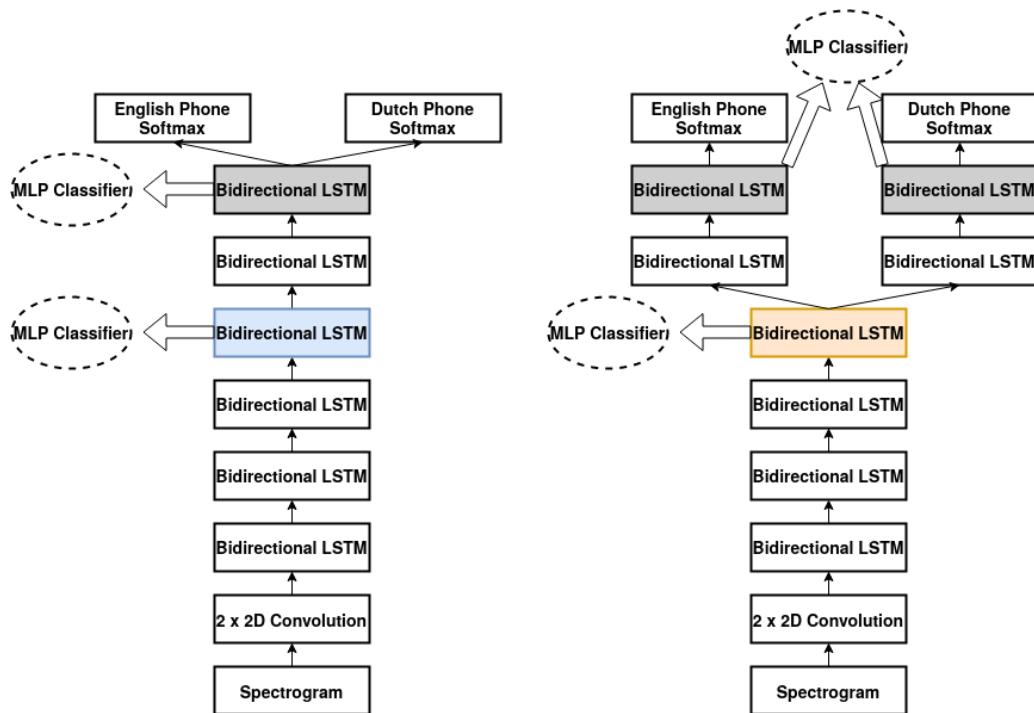 English Phone
Softmax
Dutch Phone
Softmax
MLP Classifier
Bidirectional LSTM
Bidirectional LSTM
MLP Classifier
Bidirectional LSTM
Bidirectional LSTM
Bidirectional LSTM
Bidirectional LSTM
2 x 2D Convolution
Spectrogram
MLP Classifier
English Phone
Softmax
Dutch Phone
Softmax
Bidirectional LSTM
Bidirectional LSTM
Bidirectional LSTM
Bidirectional LSTM
MLP Classifier
Bidirectional LSTM
Bidirectional LSTM
Bidirectional LSTM
Bidirectional LSTM
2 x 2D Convolution
Spectrogram